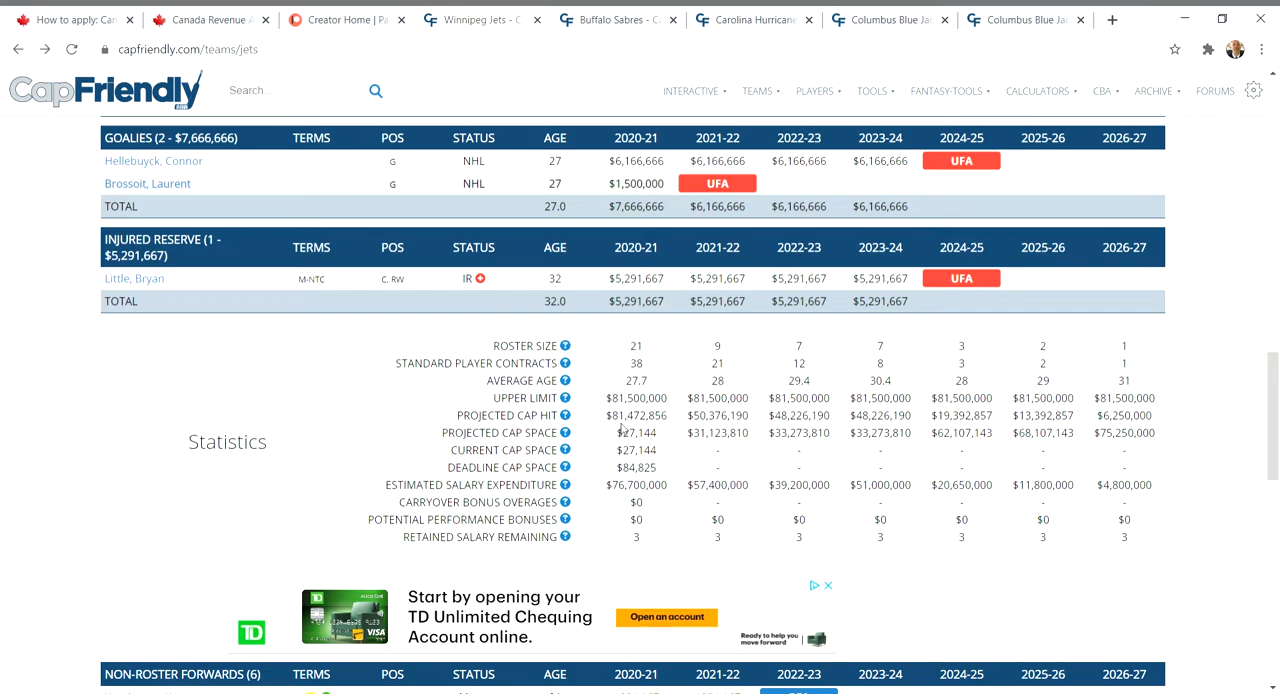 How to apply: Can
Canada Revenue A
Creator Home | Pa
Winnipeg Jets - C
Buffalo Sabres - Ca
Carolina Hurricane
Columbus Blue Jac
Columbus Blue Jac
capfriendly.com/teams/jets
CapFriendly
Search...
INTERACTIVE TEAMS PLAYERS TOOLS FANTASY-TOOLS CALCULATORS CBA ARCHIVE FORUMS
GOALIES (2 - $7,666,666) TERMS POS STATUS AGE 2020-21 2021-22 2022-23 2023-24 2024-25 2025-26 2026-27
Hellebuyck, Connor G NHL 27 $6,166,666 $6,166,666 $6,166,666 $6,166,666 UFA
Brossoit, Laurent G NHL 27 $1,500,000 UFA
TOTAL 27.0 $7,666,666 $6,166,666 $6,166,666 $6,166,666
INJURED RESERVE (1 -
$5,291,667) TERMS POS STATUS AGE 2020-21 2021-22 2022-23 2023-24 2024-25 2025-26 2026-27
Little, Bryan M-NTC C, RW IR 32 $5,291,667 $5,291,667 $5,291,667 $5,291,667 UFA
TOTAL 32.0 $5,291,667 $5,291,667 $5,291,667 $5,291,667
Statistics
ROSTER SIZE ? 21 9 7 7 3 2 1
STANDARD PLAYER CONTRACTS ? 38 21 12 8 3 2 1
AVERAGE AGE ? 27.7 28 29.4 30.4 28 29 31
UPPER LIMIT ? $81,500,000 $81,500,000 $81,500,000 $81,500,000 $81,500,000 $81,500,000 $81,500,000
PROJECTED CAP HIT ? $81,472,856 $50,376,190 $48,226,190 $48,226,190 $19,392,857 $13,392,857 $6,250,000
PROJECTED CAP SPACE ? $27,144 $31,123,810 $33,273,810 $33,273,810 $62,107,143 $68,107,143 $75,250,000
CURRENT CAP SPACE ? $27,144 - - - - - -
DEADLINE CAP SPACE ? $84,825 - - - - - -
ESTIMATED SALARY EXPENDITURE ? $76,700,000 $57,400,000 $39,200,000 $51,000,000 $20,650,000 $11,800,000 $4,800,000
CARRYOVER BONUS OVERAGES ? $0 - - - - - -
POTENTIAL PERFORMANCE BONUSES ? $0 $0 $0 $0 $0 $0 $0
RETAINED SALARY REMAINING ? 3 3 3 3 3 3 3
TD
VISA
Start by opening your
TD Unlimited Chequing
Account online.
Open an account
Ready to help you
move forward
NON-ROSTER FORWARDS (6) TERMS POS STATUS AGE 2020-21 2021-22 2022-23 2023-24 2024-25 2025-26 2026-27